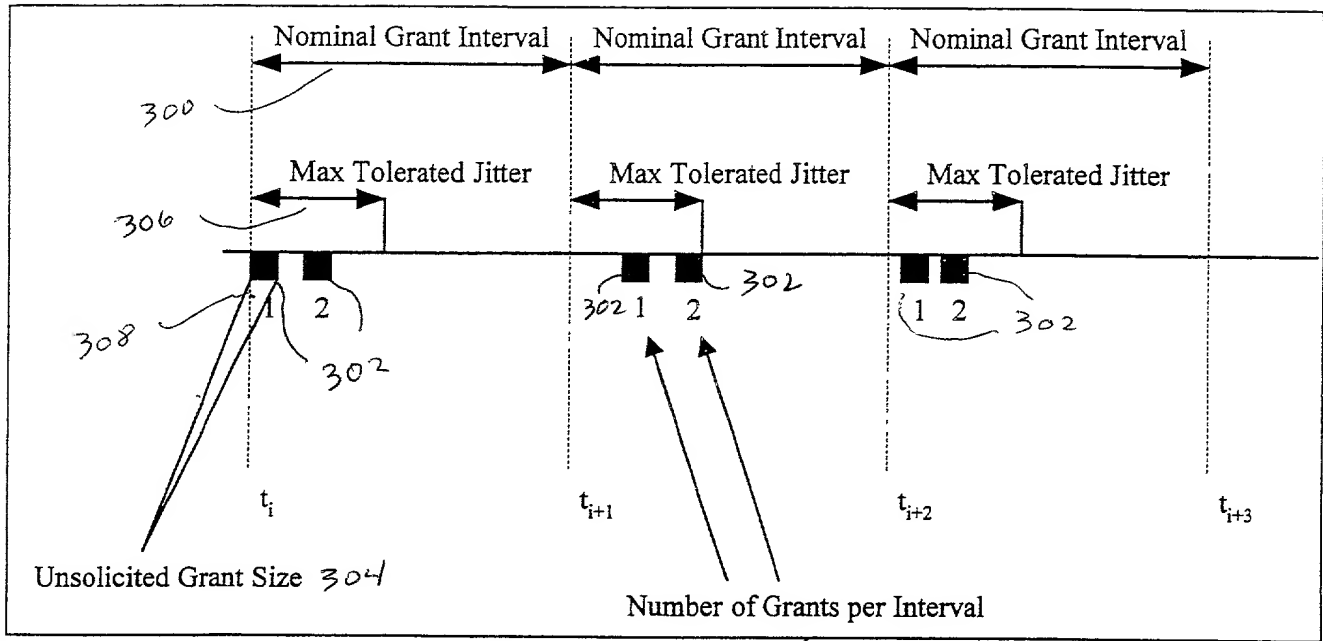 Nominal Grant Interval Nominal Grant Interval Nominal Grant Interval
300
Max Tolerated Jitter Max Tolerated Jitter Max Tolerated Jitter
306
302 302
1 2 1 2 1 2
308 302 302
t_i t_{i+1} t_{i+2} t_{i+3}
Unsolicited Grant Size 304
Number of Grants per Interval